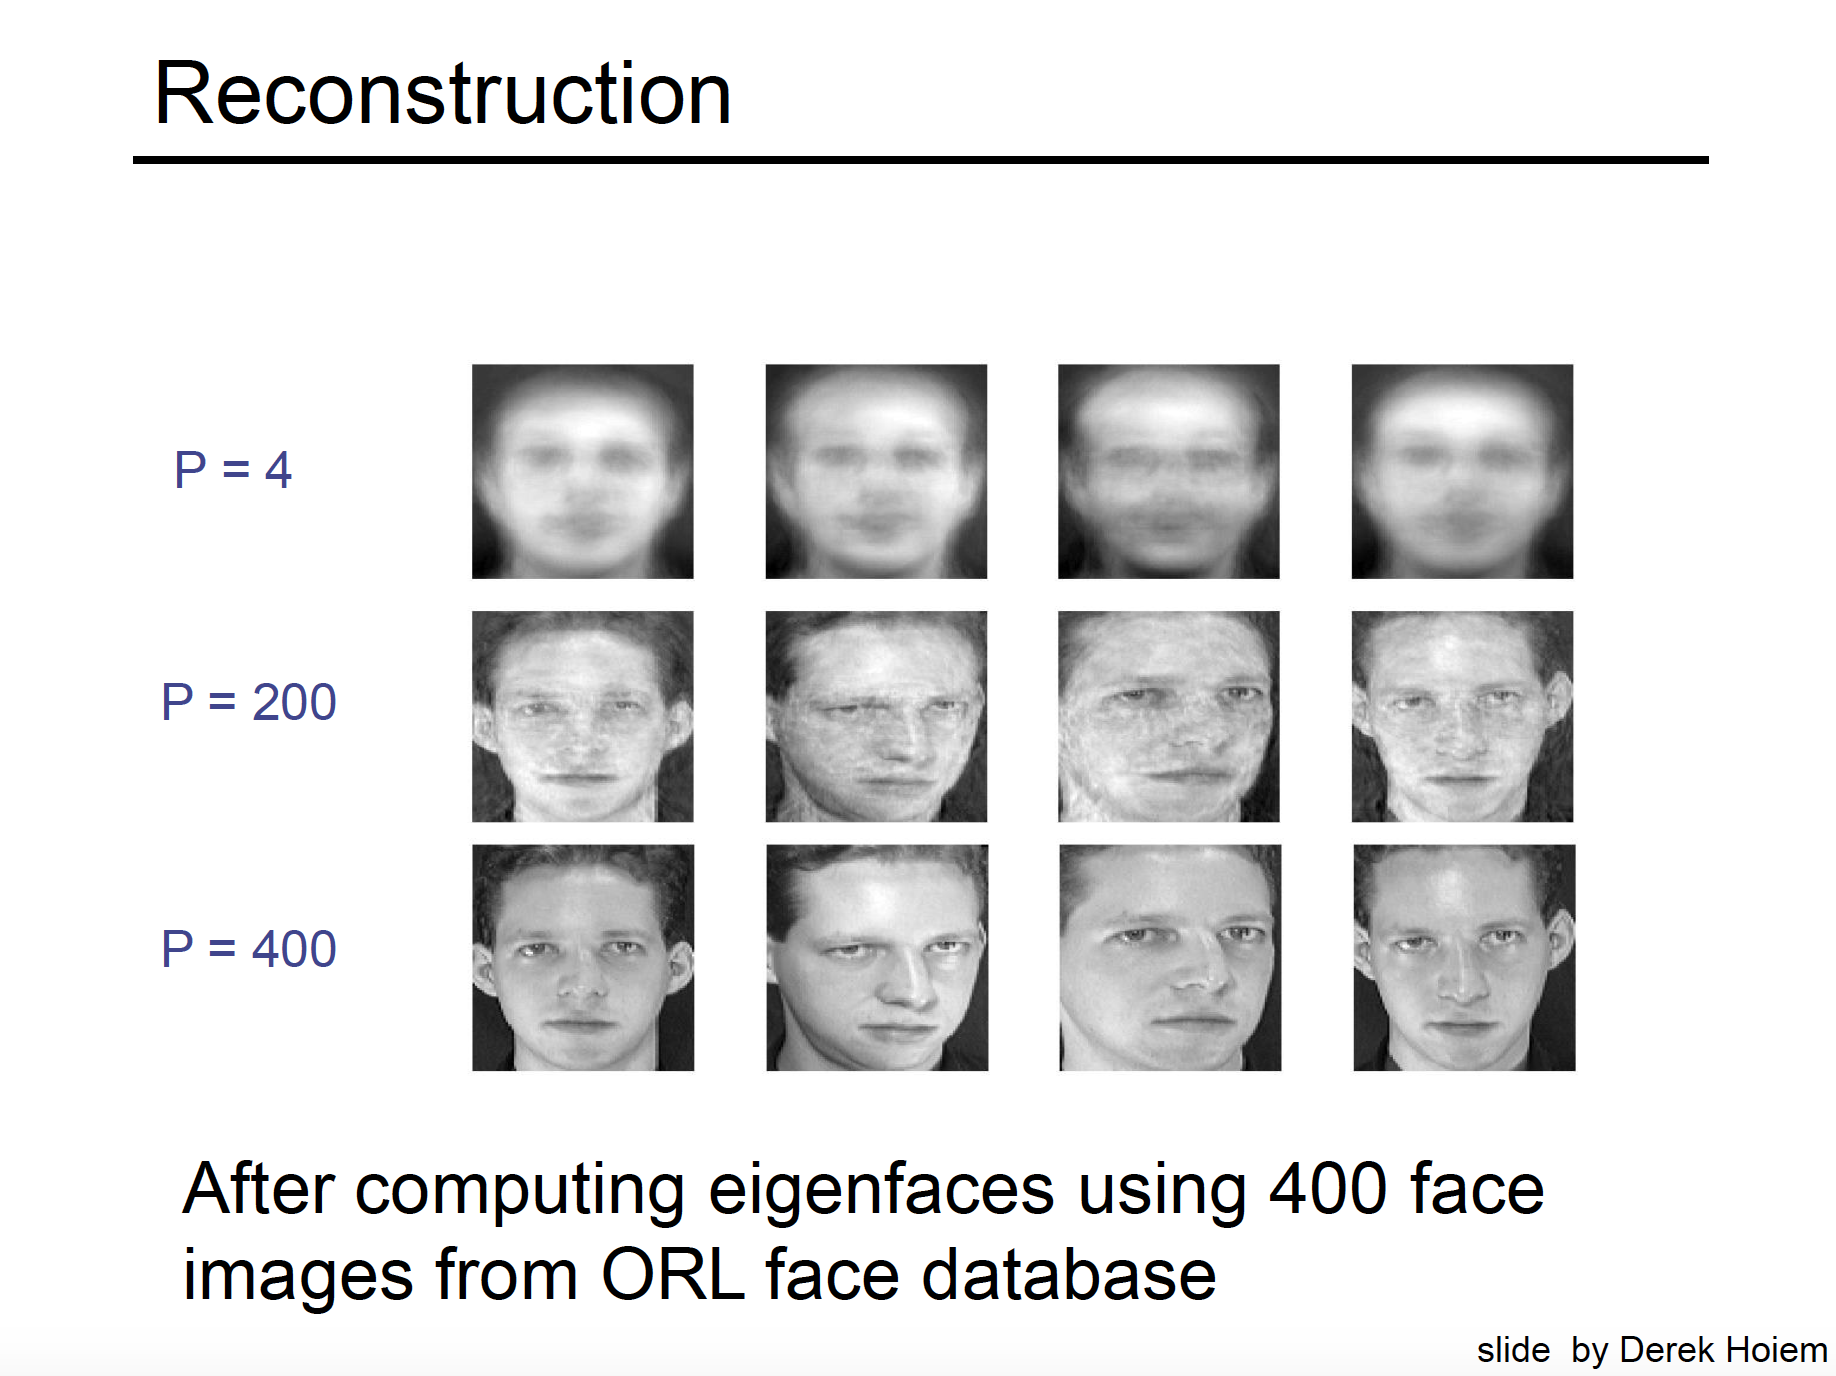 Reconstruction
P = 4
P = 200
P = 400
After computing eigenfaces using 400 face
images from ORL face database
slide by Derek Hoiem